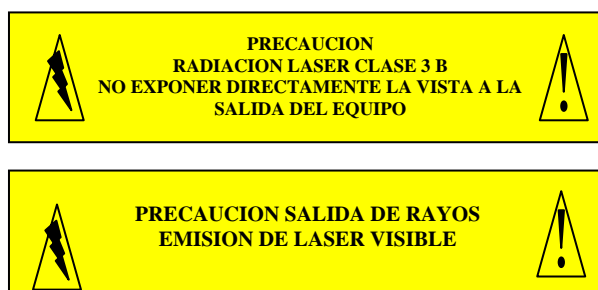 PRECAUCION
RADIACION LASER CLASE 3 B
NO EXPONER DIRECTAMENTE LA VISTA A LA
SALIDA DEL EQUIPO
PRECAUCION SALIDA DE RAYOS
EMISION DE LASER VISIBLE